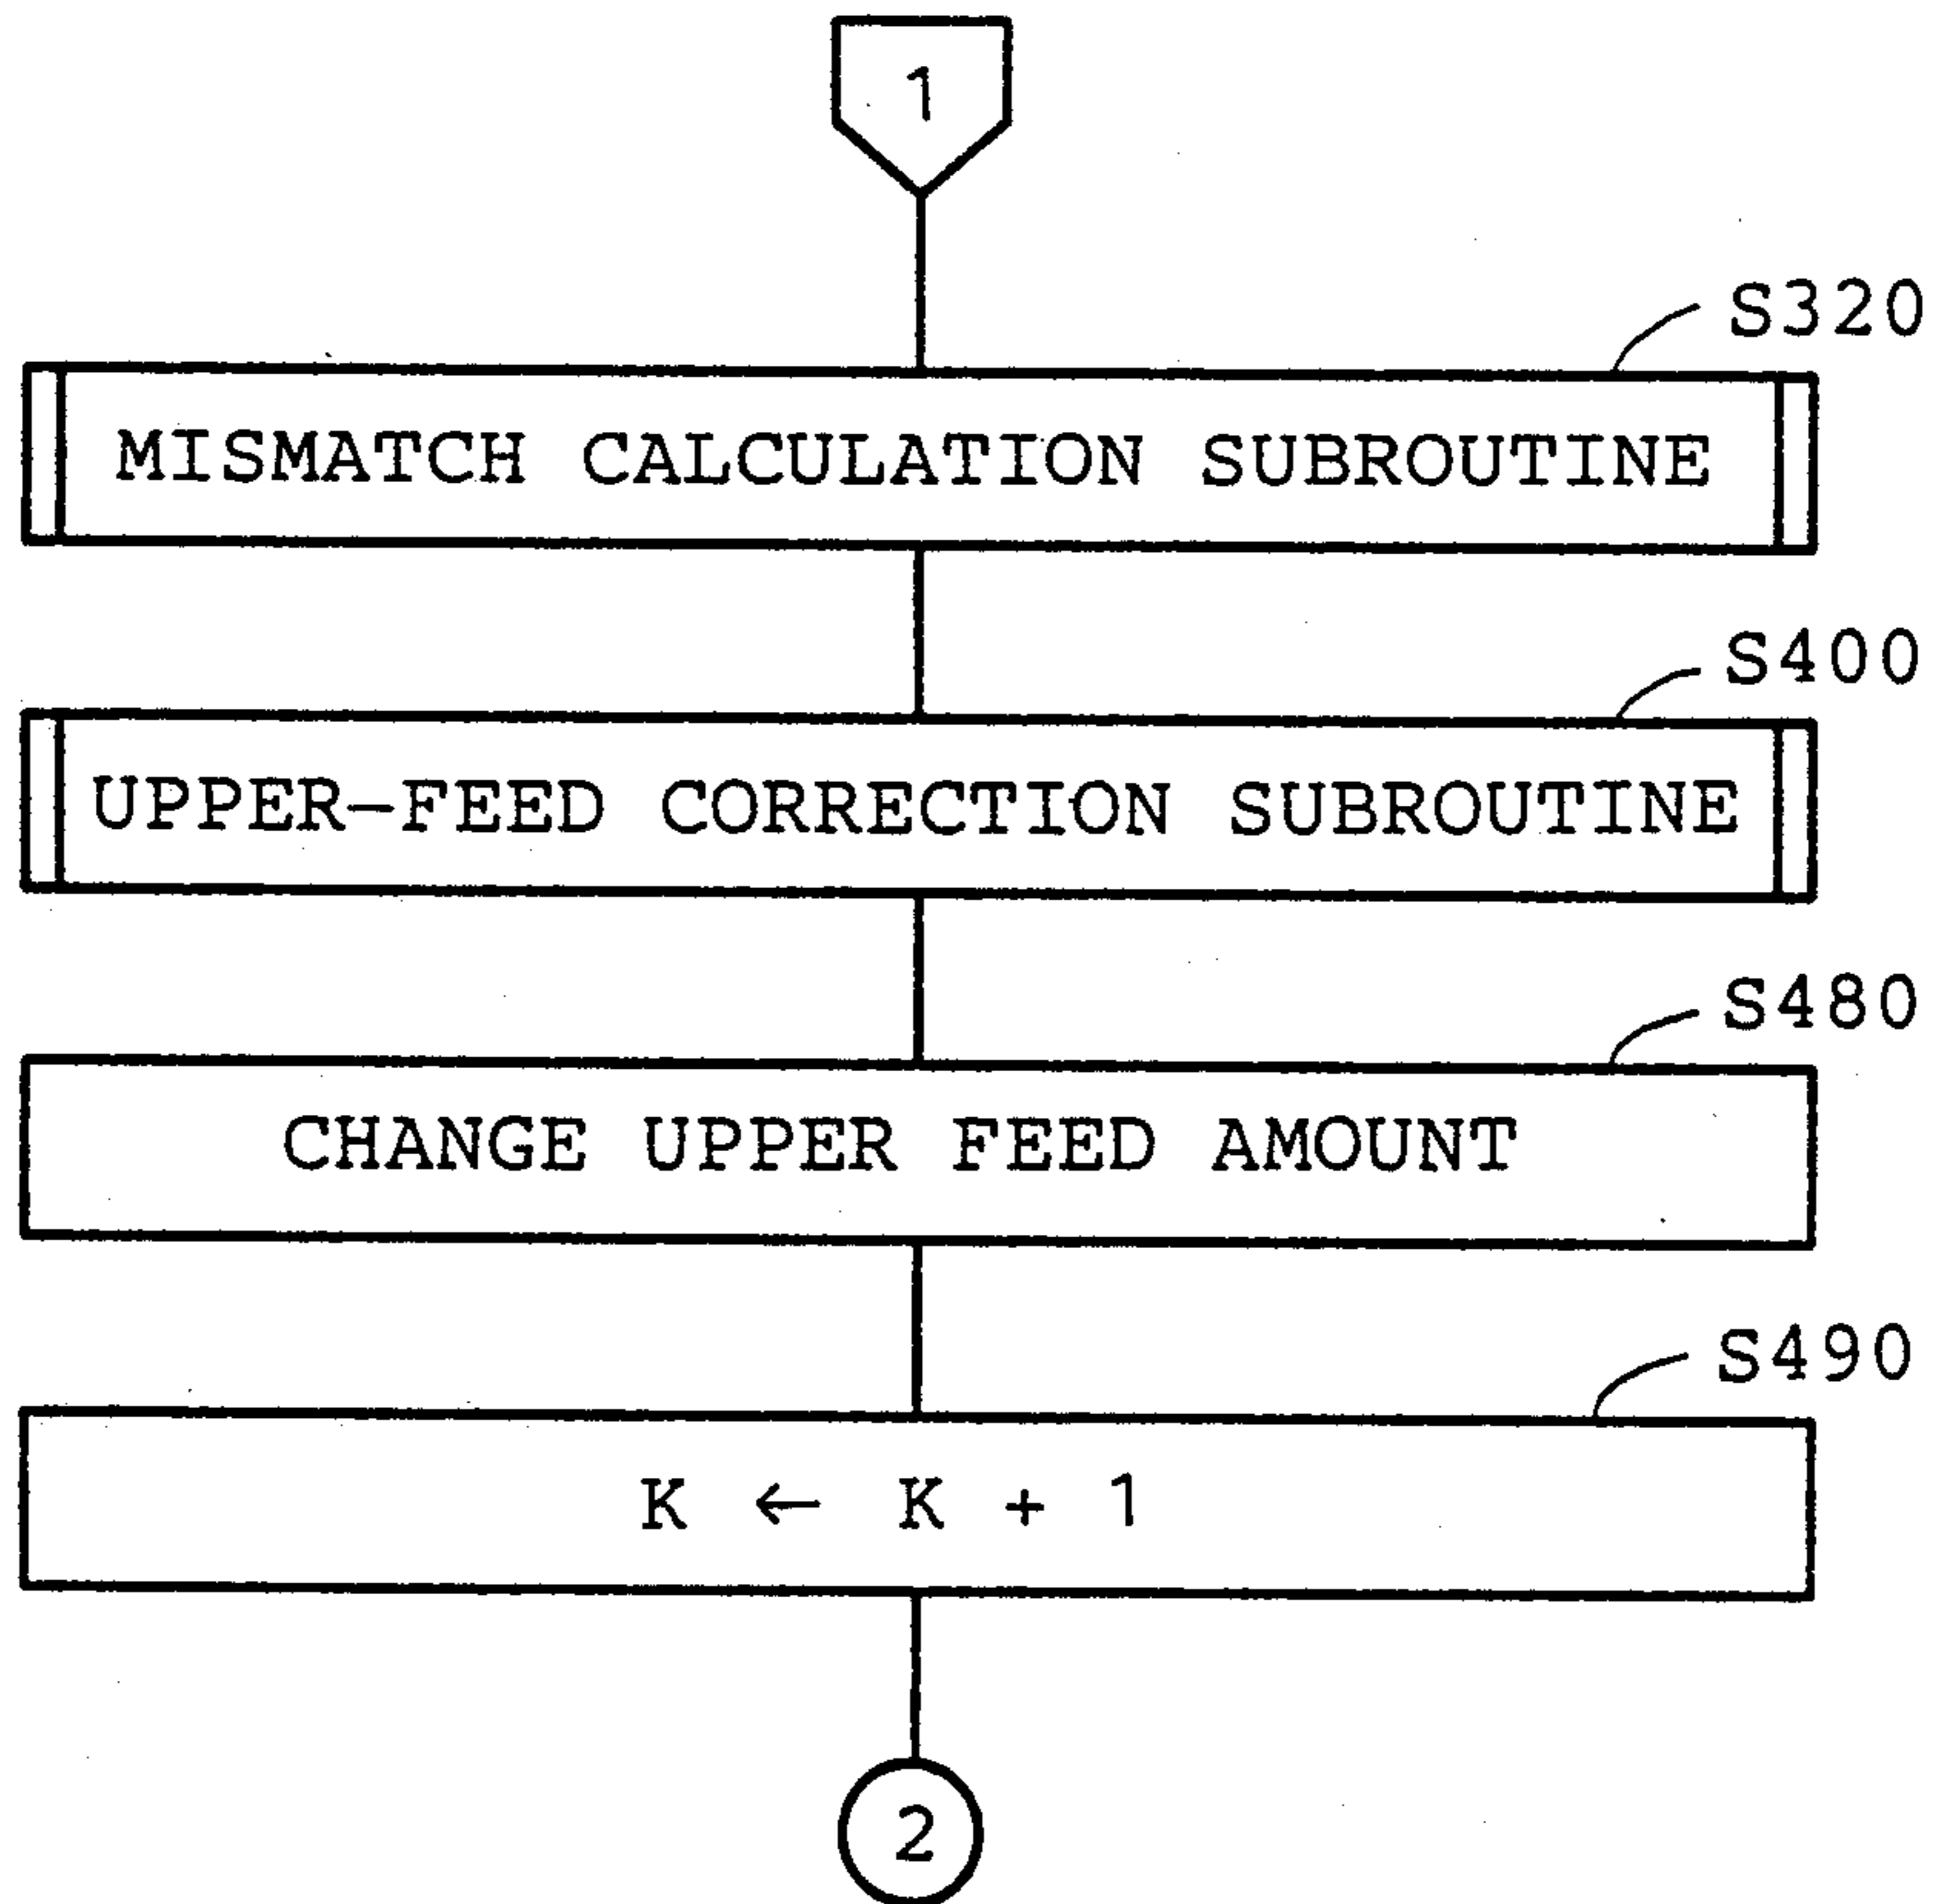 1
S320
MISMATCH CALCULATION SUBROUTINE
S400
UPPER-FEED CORRECTION SUBROUTINE
S480
CHANGE UPPER FEED AMOUNT
S490
K ← K + 1
2